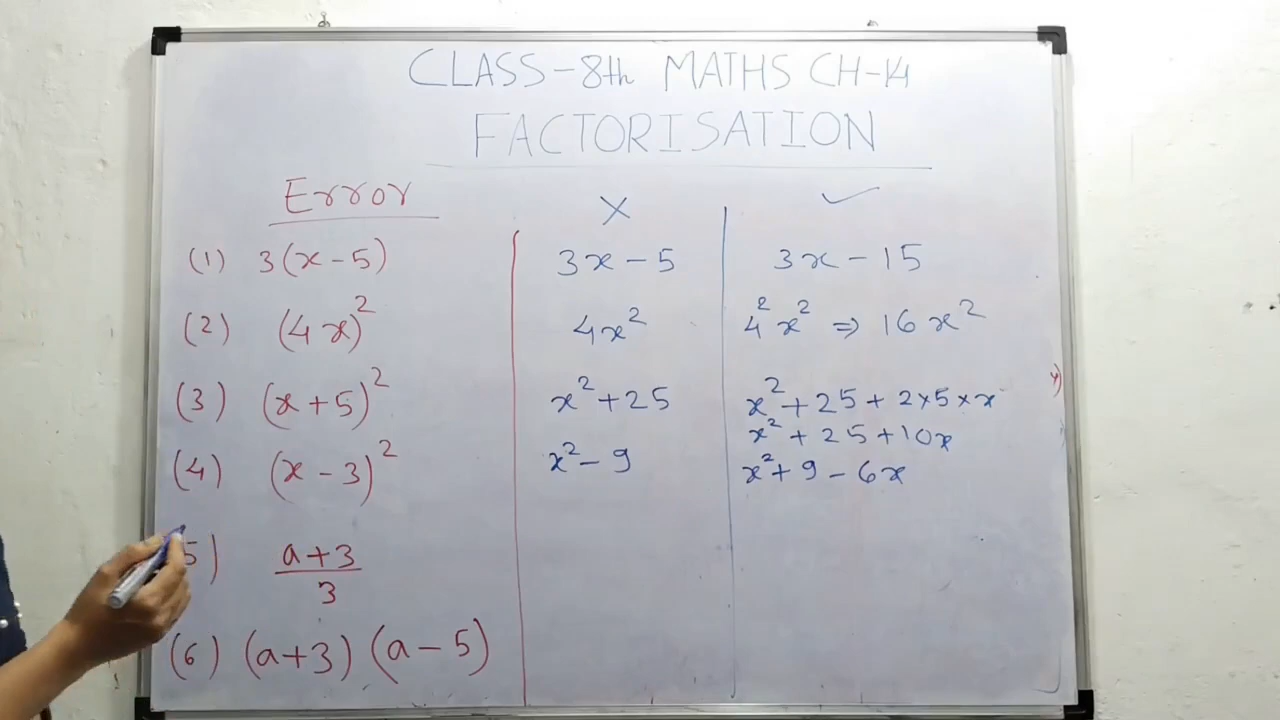 CLASS-8th MATHS CH-14
FACTORISATION
Error × ✓
(1) 3(x-5) 3x-5 3x-15
(2) (4x)² 4x² 4²x² ⇒ 16x²
(3) (x+5)² x²+25 x²+25+2×5×x
x²+25+10x
(4) (x-3)² x²-9 x²+9-6x
5) a+3
3
(6) (a+3)(a-5)